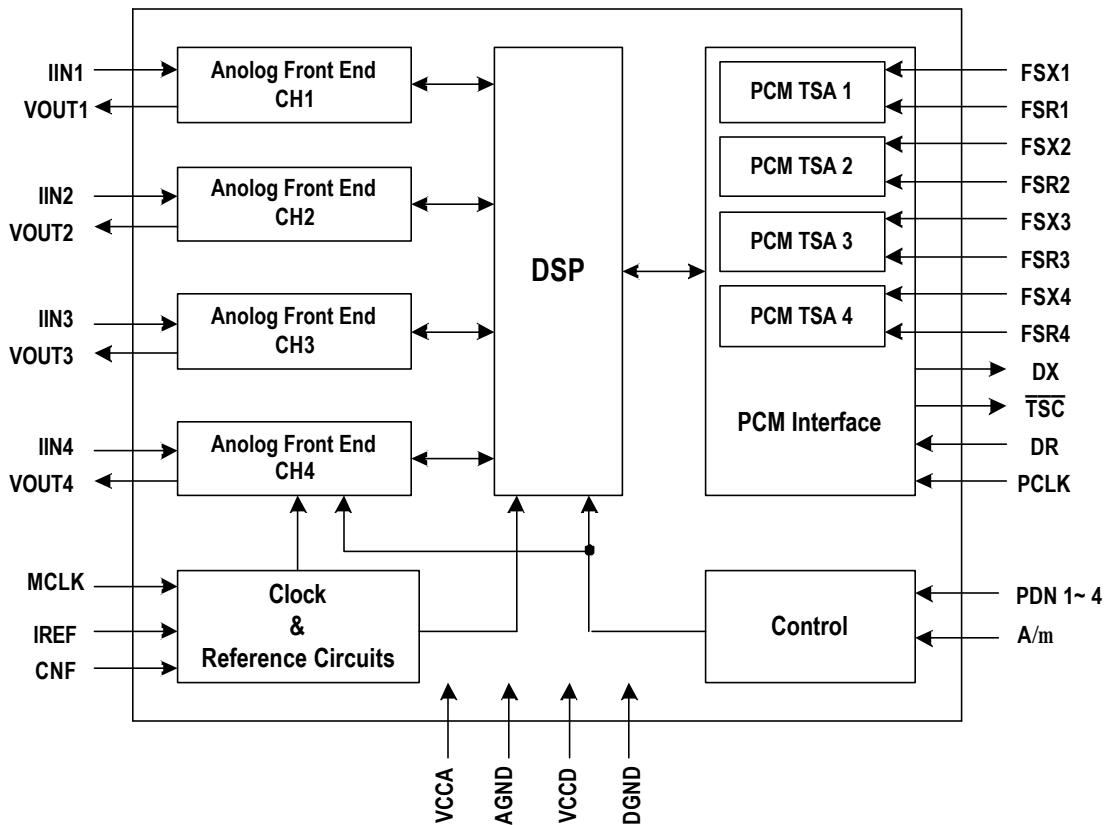 IIN1
VOUT1
Anolog Front End
CH1
IIN2
VOUT2
Anolog Front End
CH2
IIN3
VOUT3
Anolog Front End
CH3
IIN4
VOUT4
Anolog Front End
CH4
DSP
PCM TSA 1
PCM TSA 2
PCM TSA 3
PCM TSA 4
PCM Interface
FSX1
FSR1
FSX2
FSR2
FSX3
FSR3
FSX4
FSR4
DX
T̅S̅C̅
DR
PCLK
MCLK
IREF
CNF
Clock
&
Reference Circuits
Control
PDN 1~ 4
A/m
VCCA
AGND
VCCD
DGND